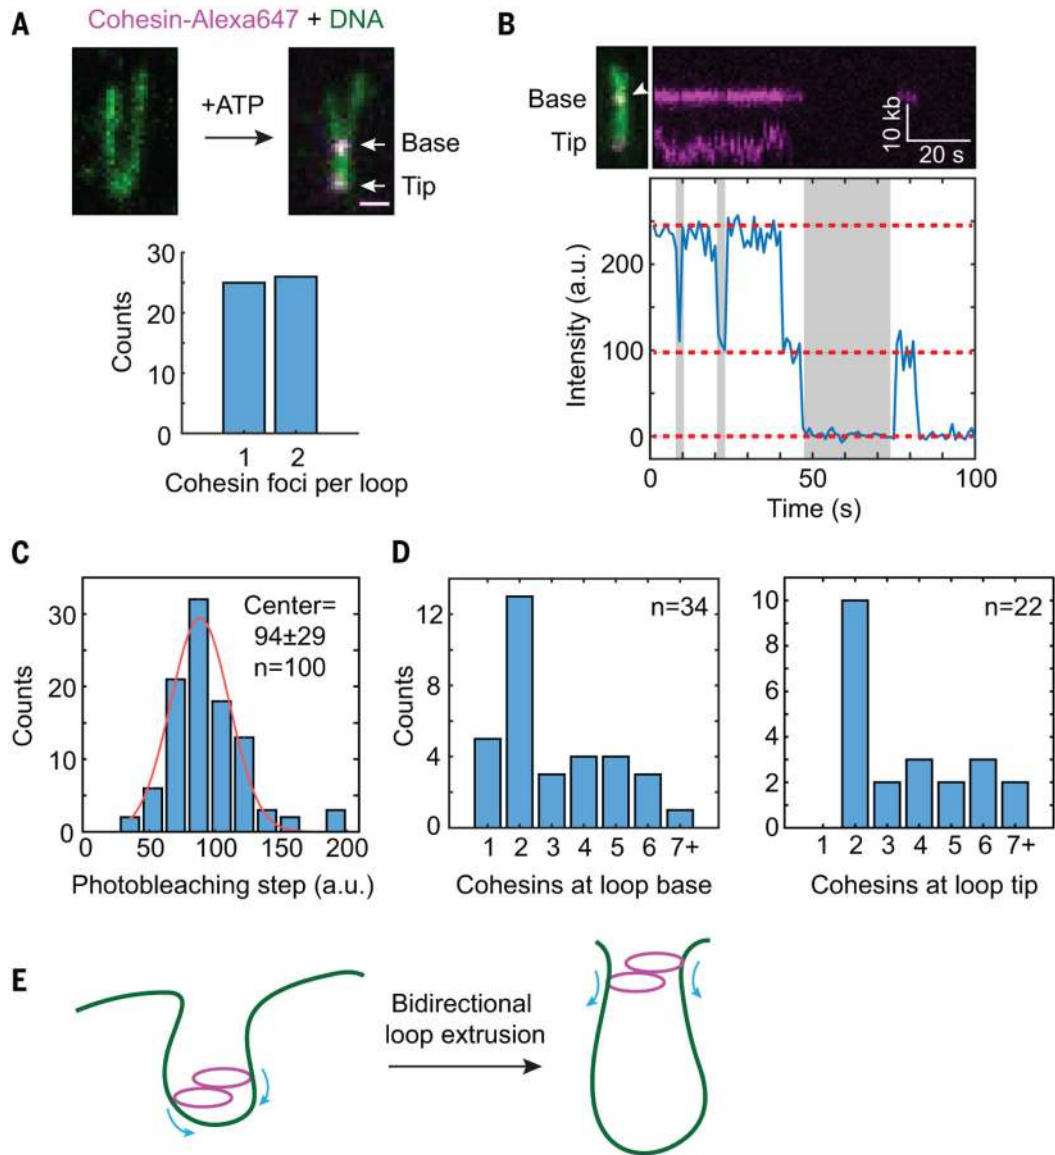 A
Cohesin-Alexa647 + DNA
+ATP
Base
Tip
30
20
10
0
Counts
1 2
Cohesin foci per loop
B
Base
Tip
10 kb
20 s
200
100
0
Intensity (a.u.)
0 50 100
Time (s)
C
Center=
94±29
n=100
30
20
10
0
Counts
0 50 100 150 200
Photobleaching step (a.u.)
D
n=34
12
8
4
0
Counts
1 2 3 4 5 6 7+
Cohesins at loop base
n=22
10
8
6
4
2
0
1 2 3 4 5 6 7+
Cohesins at loop tip
E
Bidirectional
loop extrusion